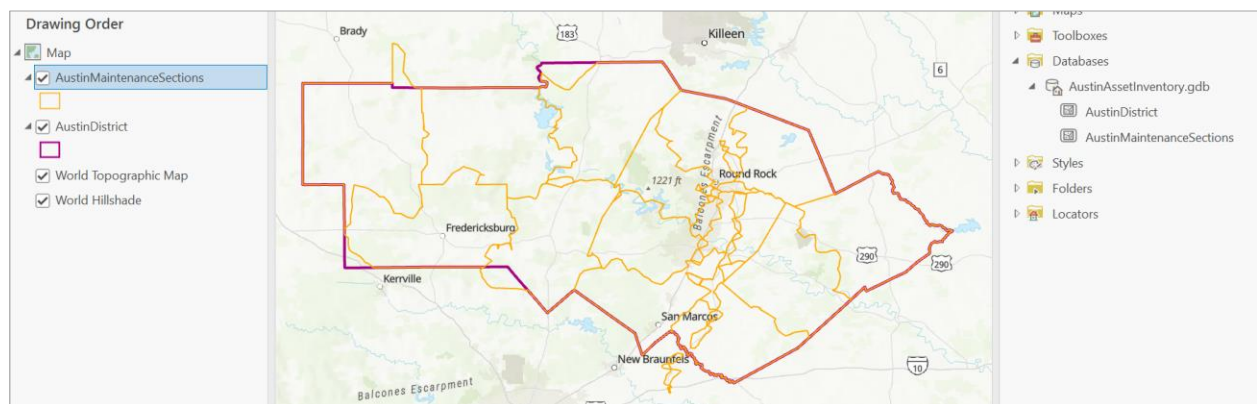 Drawing Order
Map
AustinMaintenanceSections
AustinDistrict
World Topographic Map
World Hillshade
Brady
183
Killeen
6
Balcones Escarpment
1221 ft
Round Rock
Fredericksburg
290
290
Kerrville
San Marcos
New Braunfels
10
Balcones Escarpment
Maps
Toolboxes
Databases
AustinAssetInventory.gdb
AustinDistrict
AustinMaintenanceSections
Styles
Folders
Locators